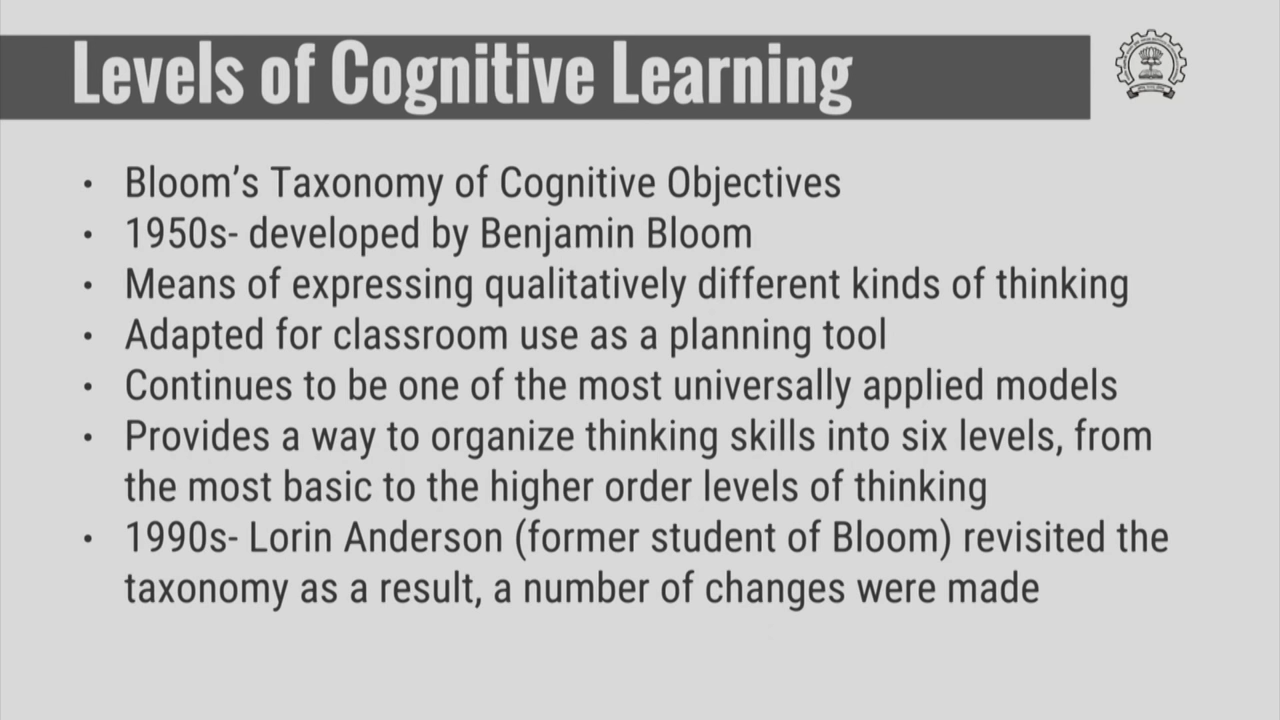 Levels of Cognitive Learning
• Bloom's Taxonomy of Cognitive Objectives
• 1950s- developed by Benjamin Bloom
• Means of expressing qualitatively different kinds of thinking
• Adapted for classroom use as a planning tool
• Continues to be one of the most universally applied models
• Provides a way to organize thinking skills into six levels, from
the most basic to the higher order levels of thinking
• 1990s- Lorin Anderson (former student of Bloom) revisited the
taxonomy as a result, a number of changes were made